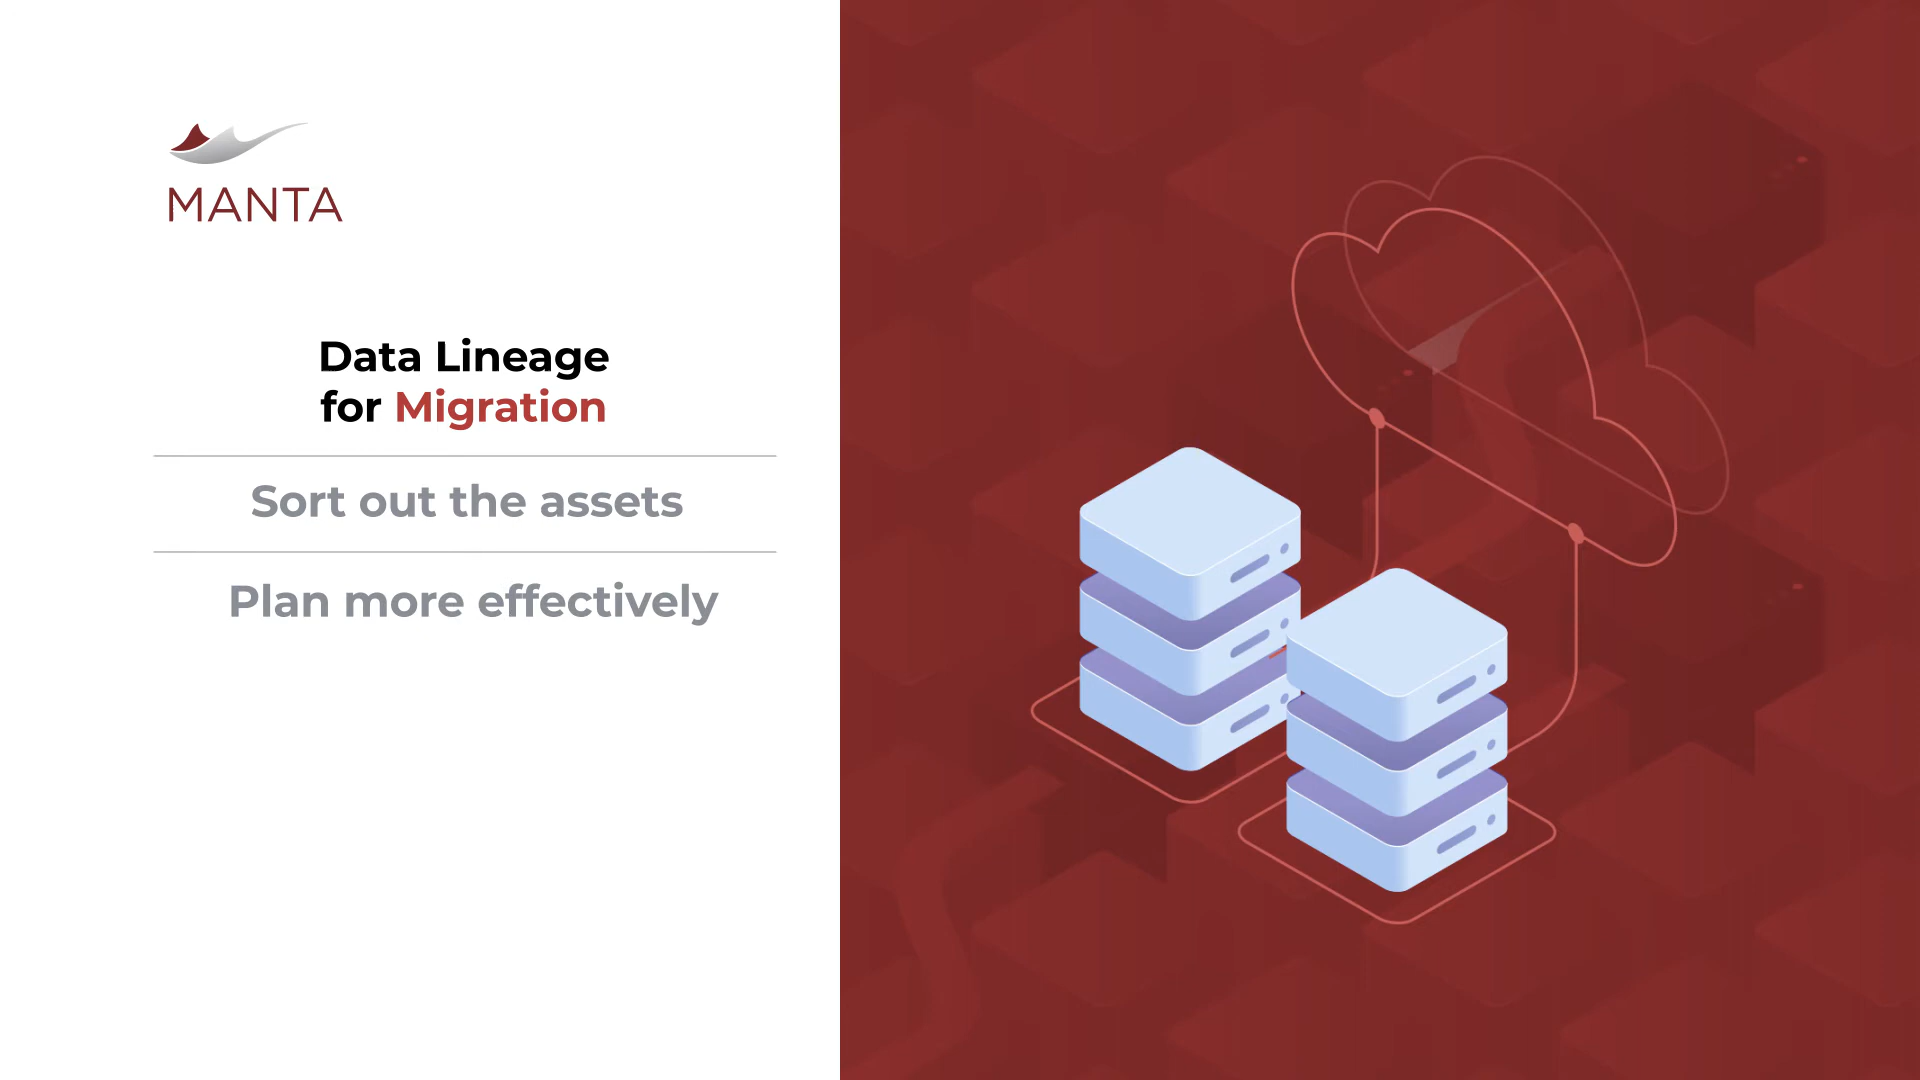 MANTA
Data Lineage
for Migration
Sort out the assets
Plan more effectively